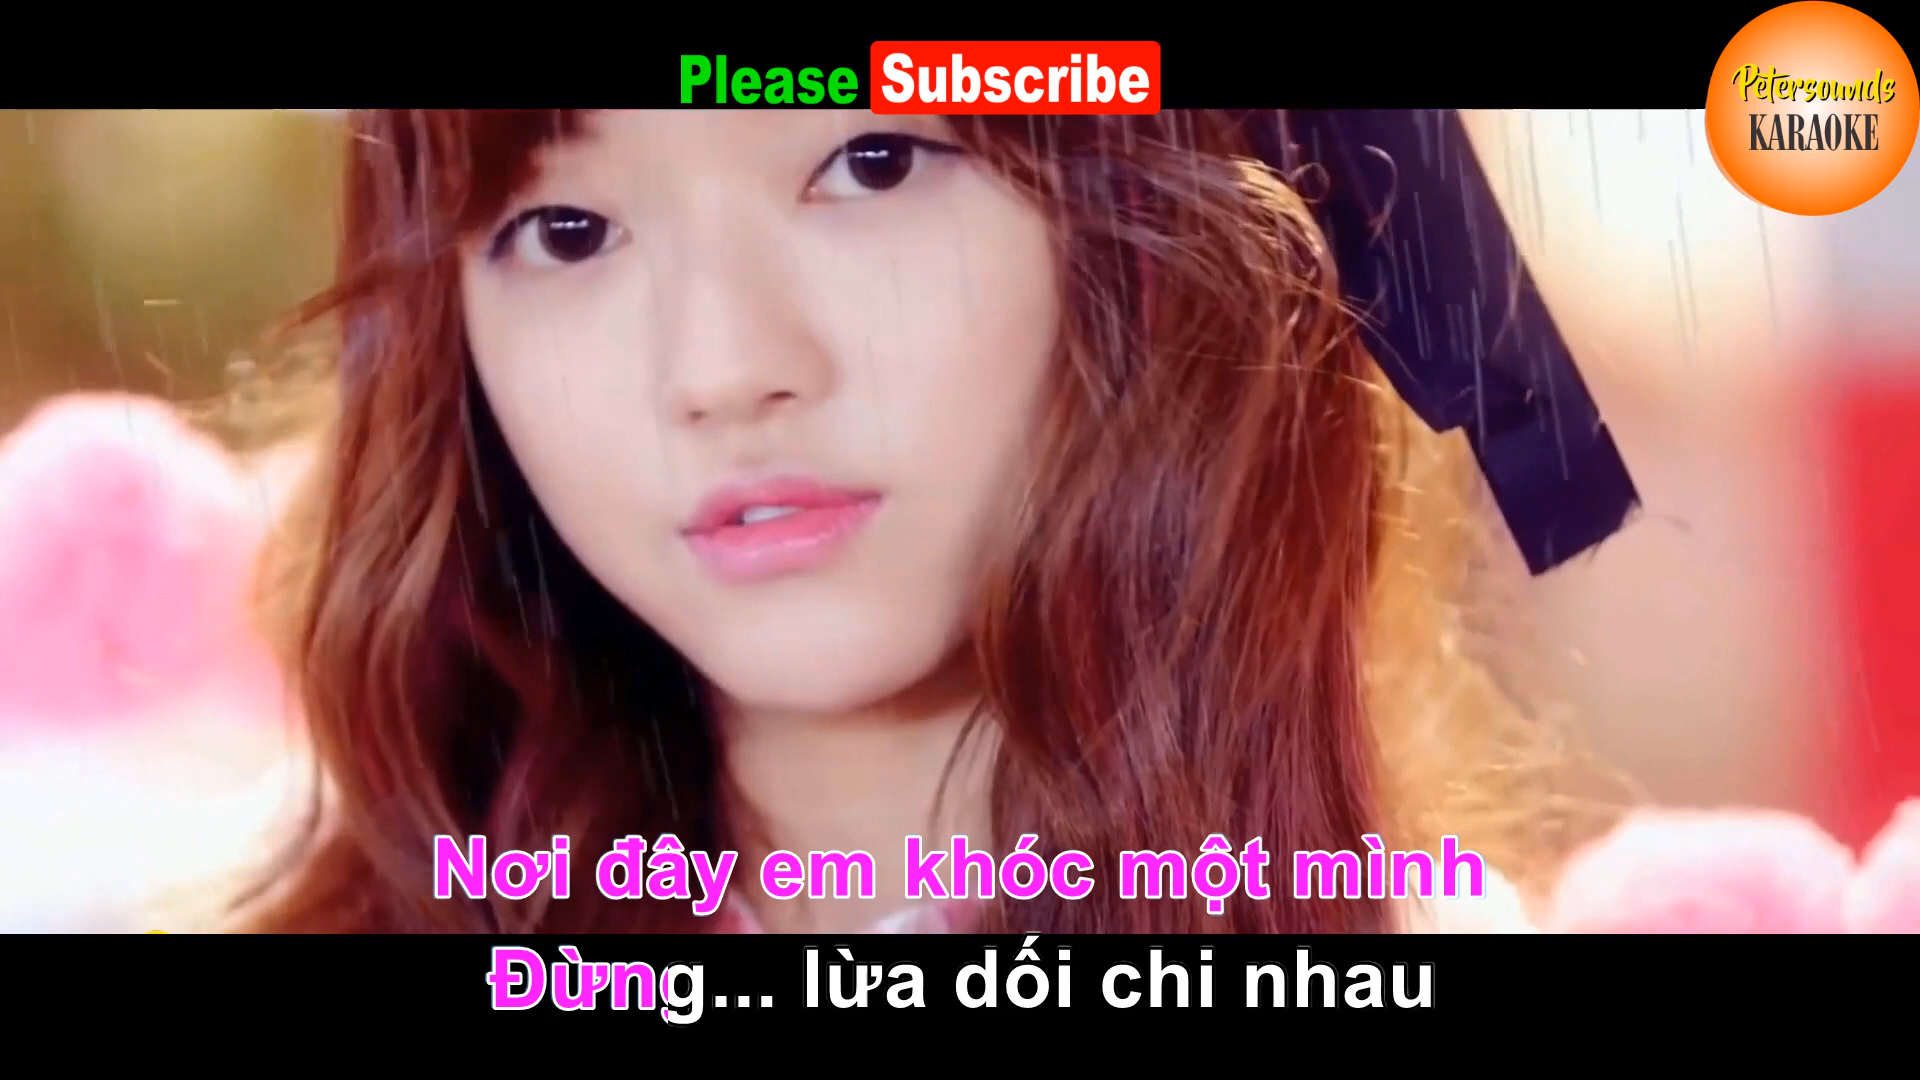 Please Subscribe
Petersounds
KARAOKE
Nơi đây em khóc một mình
Đừng... lừa dối chi nhau